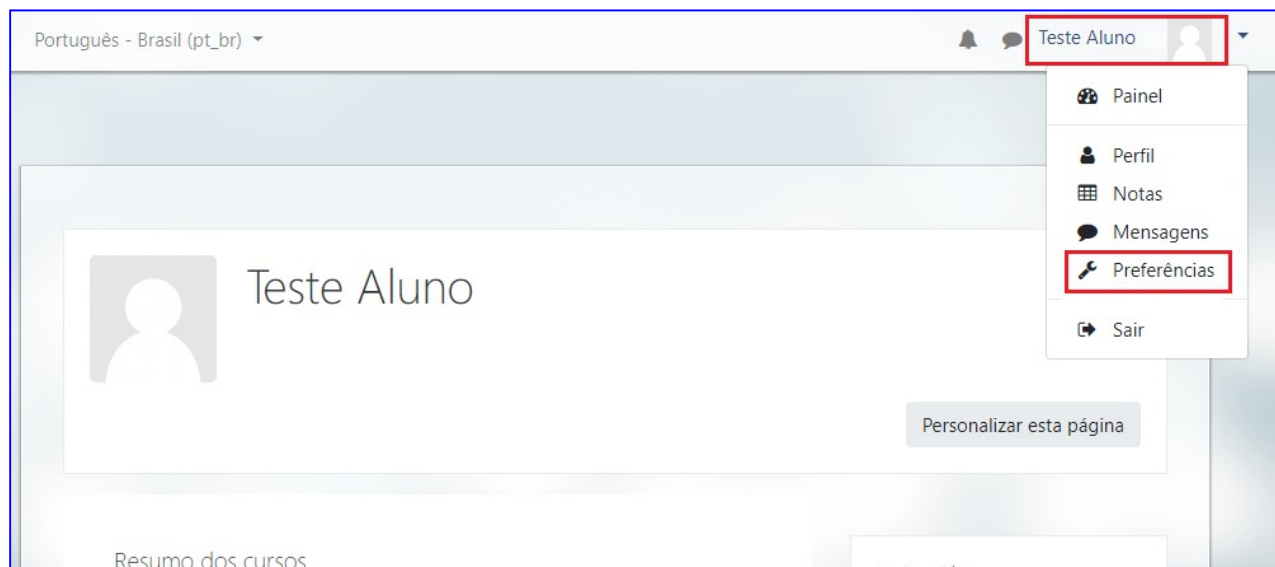 Português - Brasil (pt_br)
Teste Aluno
Painel
Perfil
Notas
Mensagens
Preferências
Sair
Teste Aluno
Personalizar esta página
Resumo dos cursos